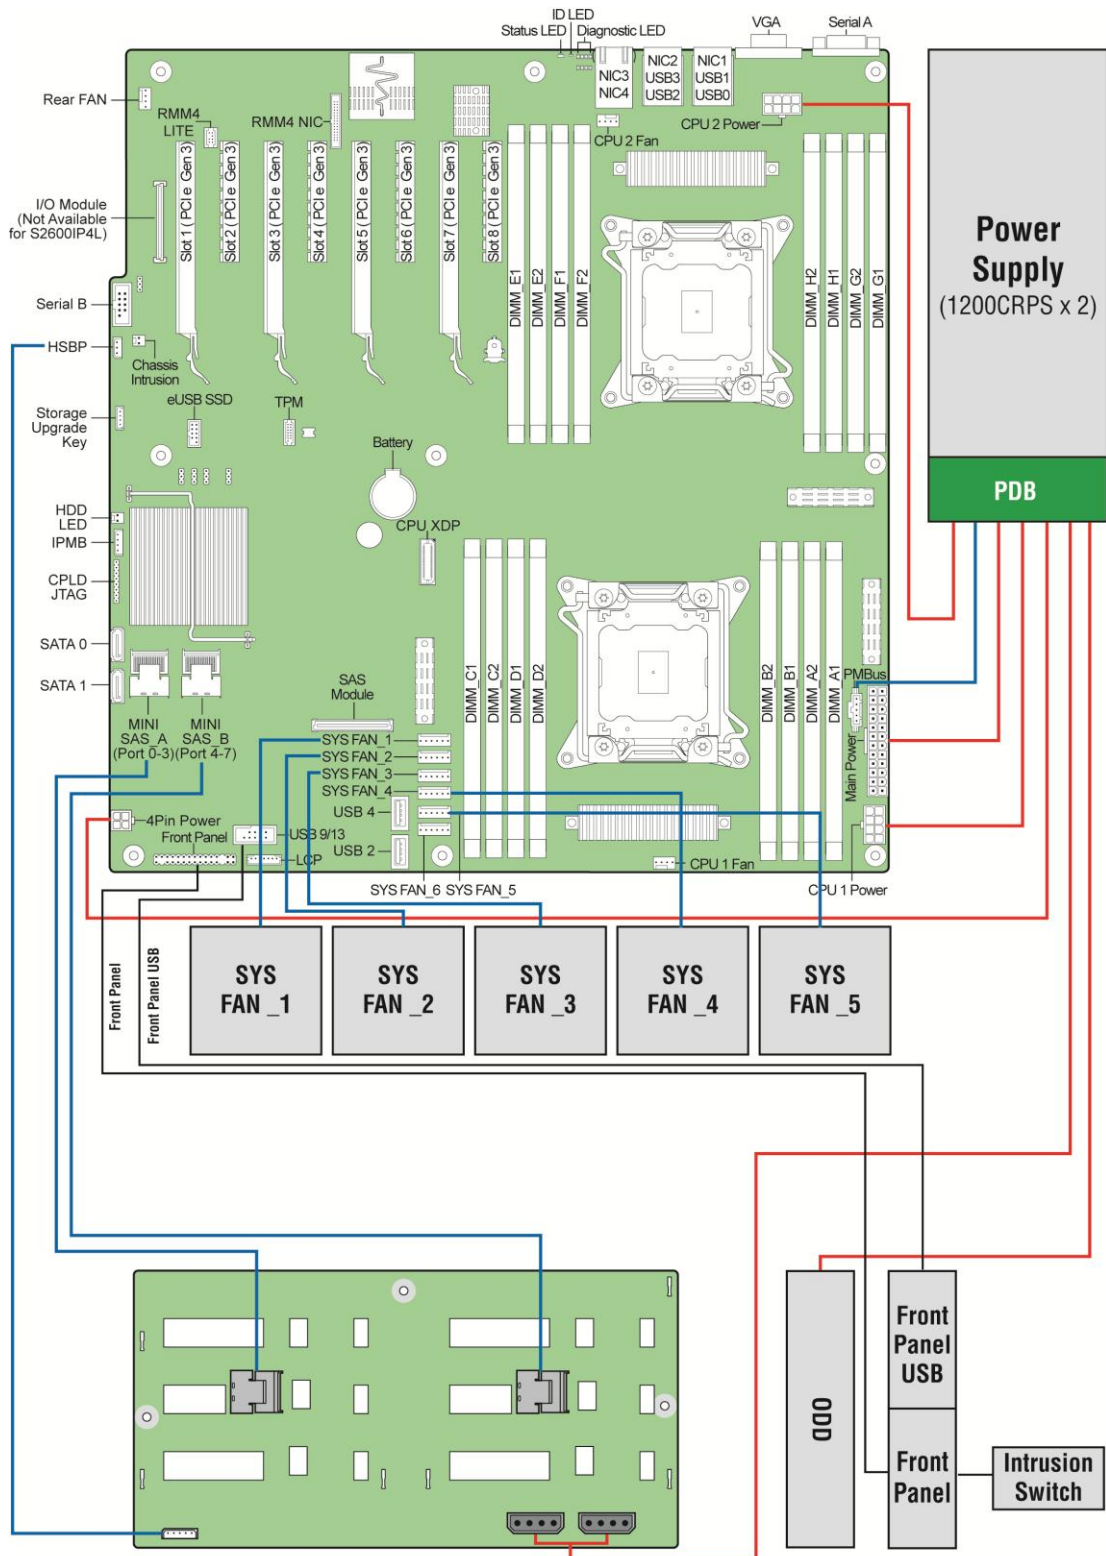 ID LED
Status LED
Diagnostic LED
VGA
Serial A
NIC3
NIC4
NIC2
USB3
USB2
NIC1
USB1
USB0
Rear FAN
RMM4
LITE
RMM4 NIC
CPU 2 Fan
CPU 2 Power
I/O Module
(Not Available
for S2600IP4L)
Slot 1 ( PCI e Gen 3)
Slot 2 ( PCI e Gen 3)
Slot 3 ( PCI e Gen 3)
Slot 4 ( PCI e Gen 3)
Slot 5 ( PCI e Gen 3)
Slot 6 ( PCI e Gen 3)
Slot 7 ( PCI e Gen 3)
Slot 8 ( PCI e Gen 3)
DIMM_E1
DIMM_E2
DIMM_F1
DIMM_F2
DIMM_H2
DIMM_H1
DIMM_G2
DIMM_G1
Power
Supply
(1200CRPS x 2)
PDB
Serial B
HSBP
Chassis
Intrusion
Storage
Upgrade
Key
eUSB SSD
TPM
Battery
CPU XDP
HDD
LED
IPMB
CPLD
JTAG
SATA 0
SATA 1
MINI
SAS_A
(Port 0-3)
MINI
SAS_B
(Port 4-7)
SAS
Module
DIMM_C1
DIMM_C2
DIMM_D1
DIMM_D2
DIMM_B2
DIMM_B1
DIMM_A2
DIMM_A1
PMBus
Main Power
SYS FAN_1
SYS FAN_2
SYS FAN_3
SYS FAN_4
USB 4
4Pin Power
Front Panel
USB 9/13
USB 2
LCP
SYS FAN_6
SYS FAN_5
CPU 1 Fan
CPU 1 Power
Front Panel
Front Panel USB
SYS
FAN _1
SYS
FAN _2
SYS
FAN _3
SYS
FAN _4
SYS
FAN _5
ODD
Front
Panel
USB
Front
Panel
Intrusion
Switch